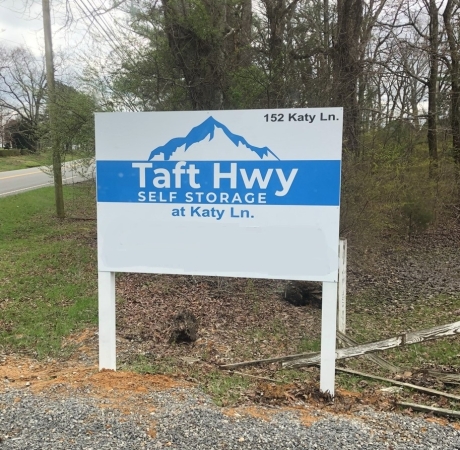 152 Katy Ln.
Taft Hwy
SELF STORAGE
at Katy Ln.